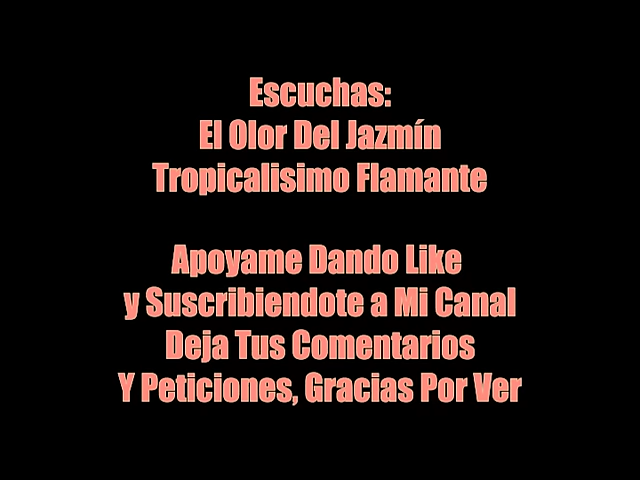 Escuchas:
El Olor Del Jazmín
Tropicalisimo Flamante
Apoyame Dando Like
y Suscribiendote a Mi Canal
Deja Tus Comentarios
Y Peticiones, Gracias Por Ver